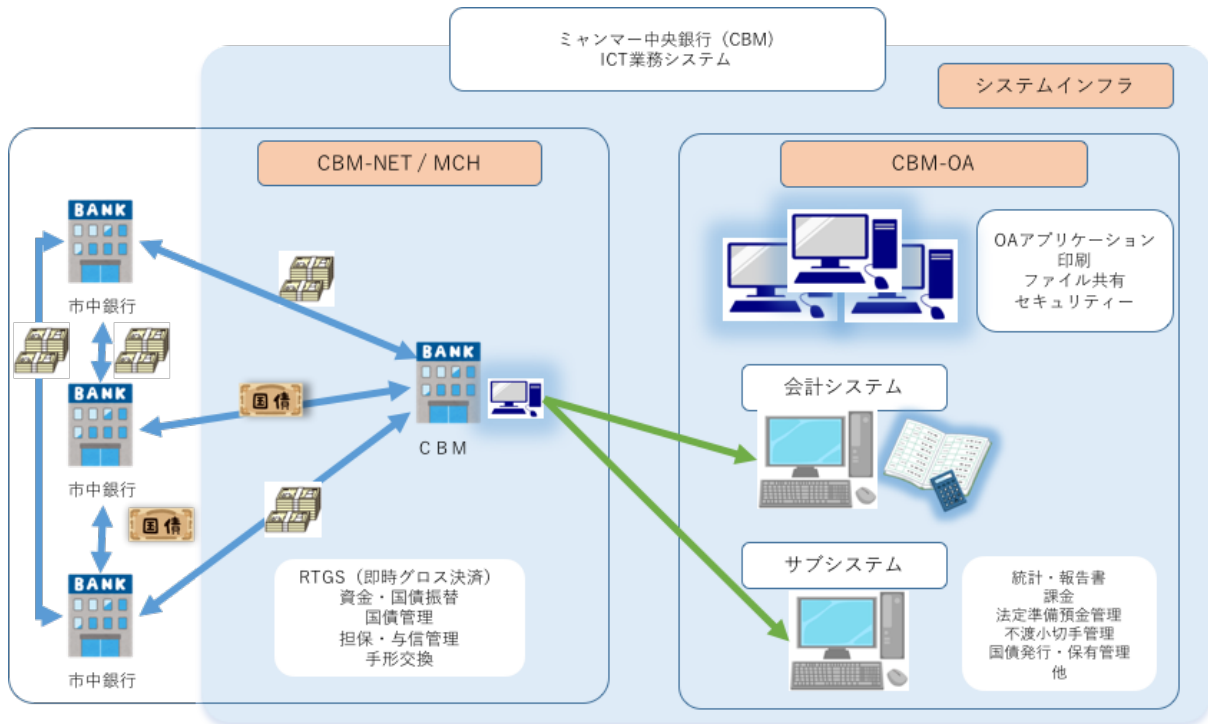 ミャンマー中央銀行（CBM）
ICT業務システム
システムインフラ
CBM-NET / MCH
BANK
市中銀行
BANK
市中銀行
国債
BANK
市中銀行
国債
BANK
CBM
RTGS（即時グロス決済）
資金・国債振替
国債管理
担保・与信管理
手形交換
CBM-OA
OAアプリケーション
印刷
ファイル共有
セキュリティー
会計システム
サブシステム
統計・報告書
課金
法定準備預金管理
不渡小切手管理
国債発行・保有管理
他